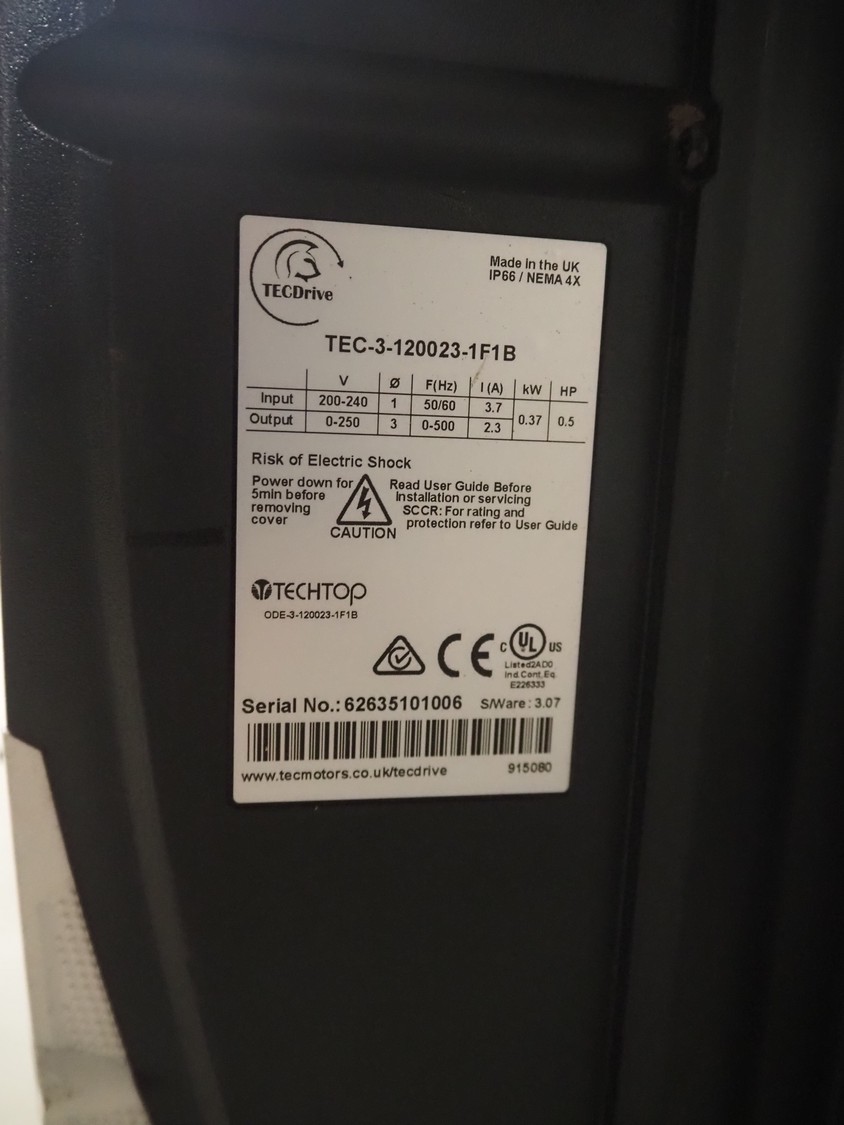 TECDrive
Made in the UK
IP66 / NEMA 4X
TEC-3-120023-1F1B
V Ø F(Hz) I (A) kW HP
Input 200-240 1 50/60 3.7 0.37 0.5
Output 0-250 3 0-500 2.3
Risk of Electric Shock
Power down for
5min before
removing
cover
CAUTION
Read User Guide Before
Installation or servicing
SCCR: For rating and
protection refer to User Guide
TECHTOP
ODE-3-120023-1F1B
CE
C UL US
Listed2AD0
Ind.Cont.Eq.
E226333
Serial No.: 62635101006 S/Ware : 3.07
www.tecmotors.co.uk/tecdrive 915080